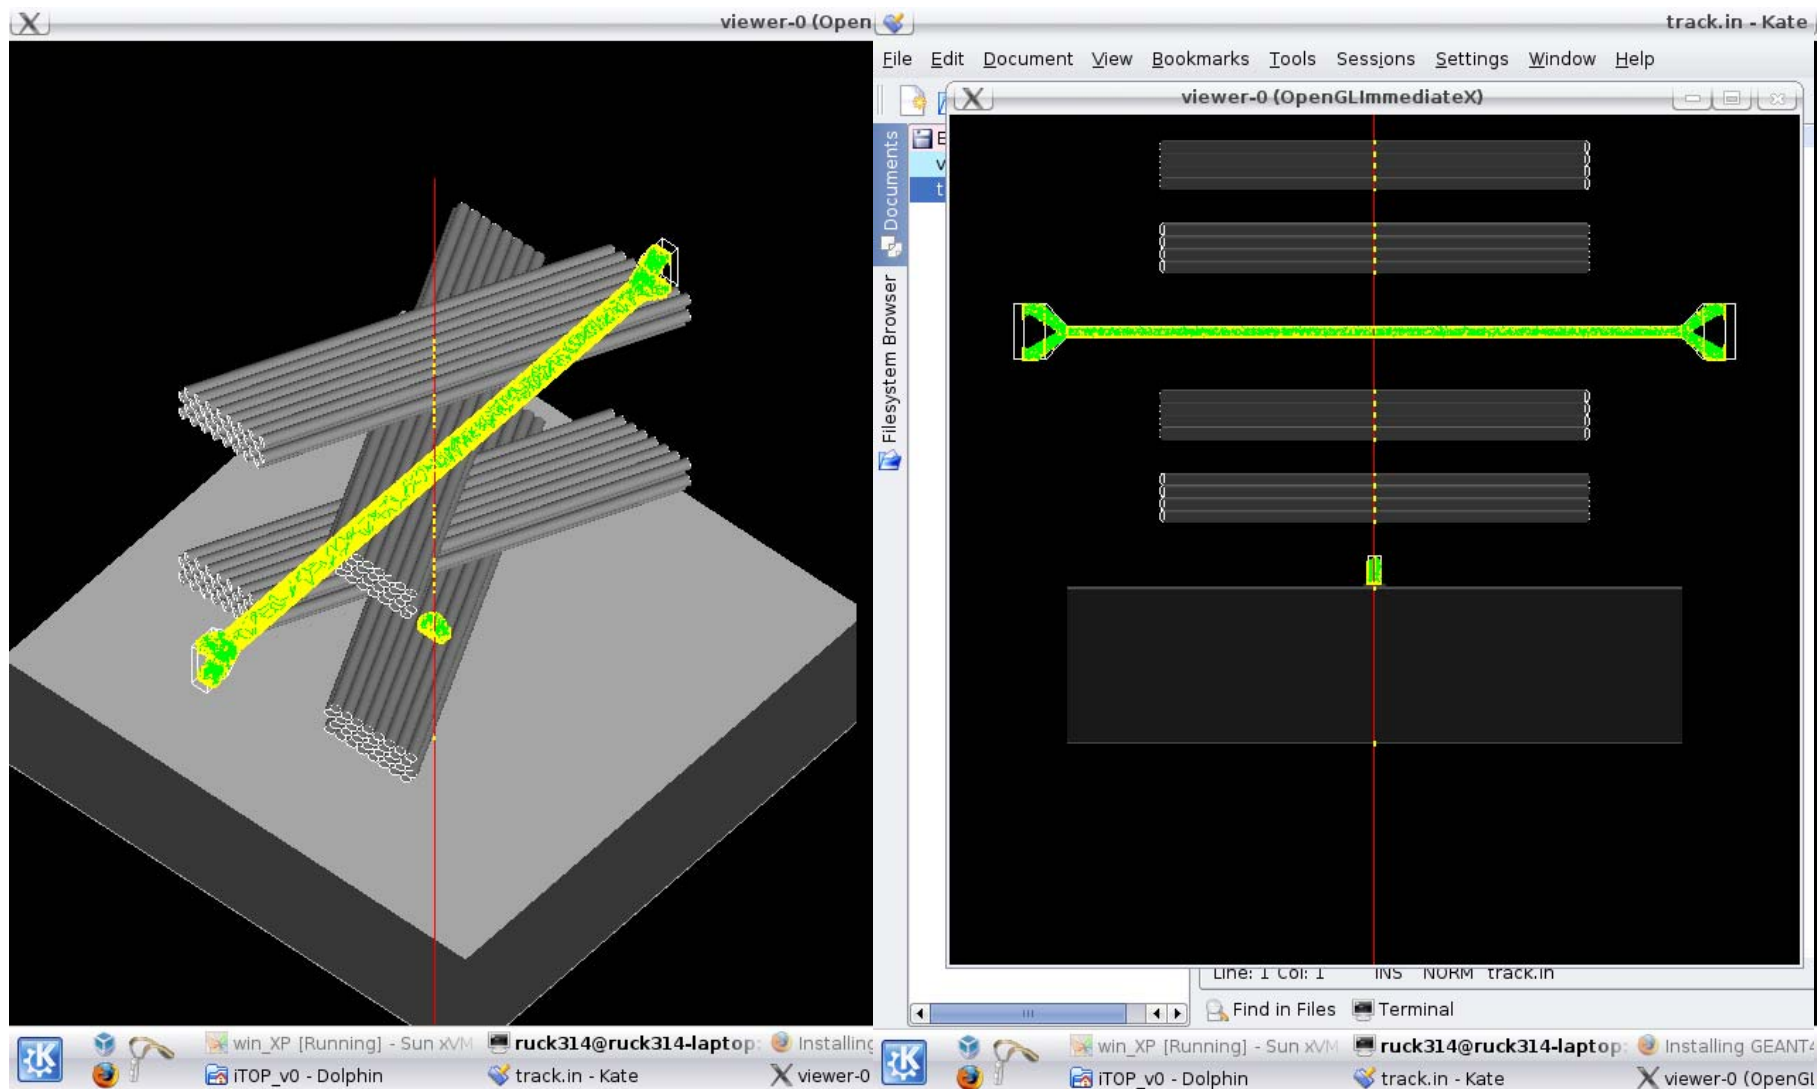 viewer-0 (Open
track.in - Kate
File Edit Document View Bookmarks Tools Sessions Settings Window Help
viewer-0 (OpenGLImmediateX)
Documents
Filesystem Browser
Line: 1 Col: 1 INS NORM track.in
Find in Files Terminal
win_XP [Running] - Sun xVM ruck314@ruck314-laptop: Installing
iTOP_v0 - Dolphin track.in - Kate viewer-0
win_XP [Running] - Sun xVM ruck314@ruck314-laptop: Installing GEANT4
iTOP_v0 - Dolphin track.in - Kate viewer-0 (OpenGl